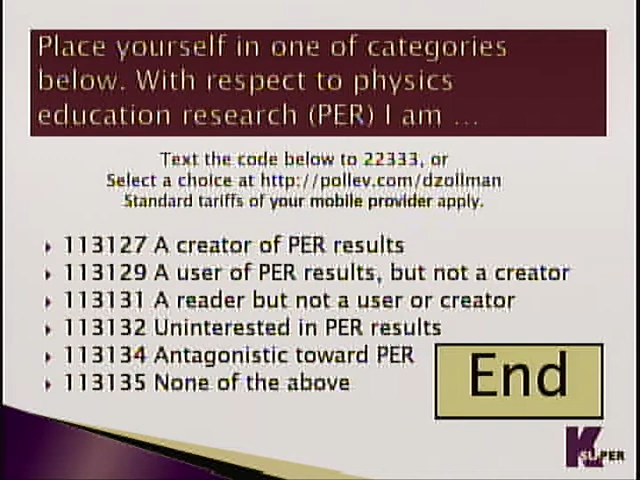 Place yourself in one of categories
below. With respect to physics
education research (PER) I am ...
Text the code below to 22333, or
Select a choice at http://pollev.com/dzollman
Standard tariffs of your mobile provider apply.
113127 A creator of PER results
113129 A user of PER results, but not a creator
113131 A reader but not a user or creator
113132 Uninterested in PER results
113134 Antagonistic toward PER
113135 None of the above
End
K SUPER